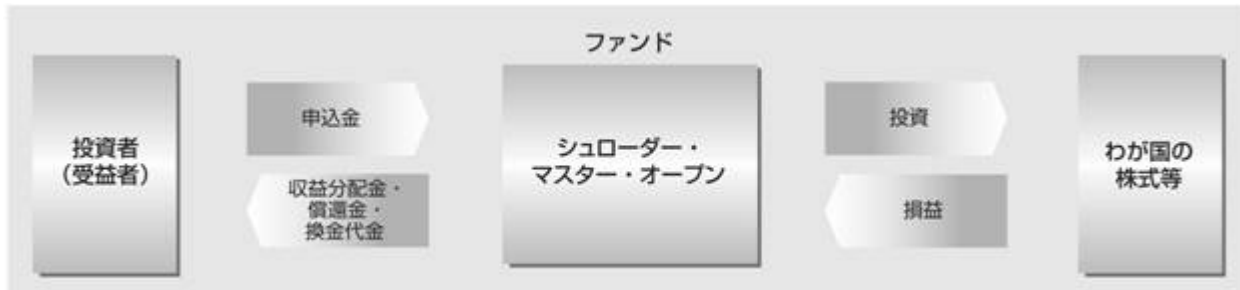 ファンド
投資者
（受益者）
申込金
収益分配金・
償還金・
換金代金
シュローダー・
マスター・オープン
投資
損益
わが国の
株式等